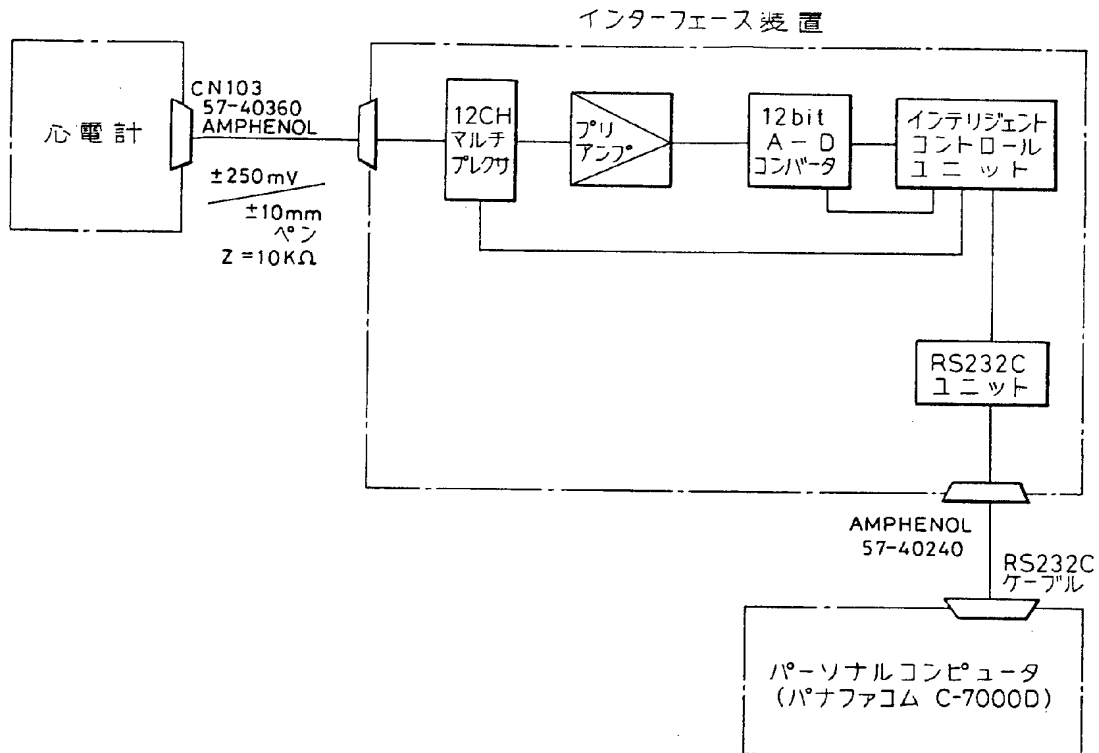 インターフェース装置
心電計
CN103
57-40360
AMPHENOL
±250mV
±10mm
ペン
Z=10KΩ
12CH
マルチ
プレクサ
プリ
アンプ
12bit
A-D
コンバータ
インテリジェント
コントロール
ユニット
RS232C
ユニット
AMPHENOL
57-40240
RS232C
ケーブル
パーソナルコンピュータ
(パナファコム C-7000D)